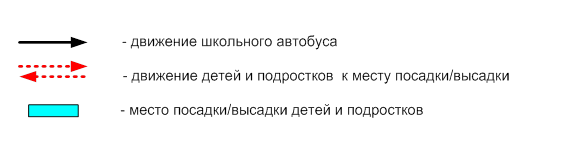 - движение школьного автобуса
- движение детей и подростков к месту посадки/высадки
- место посадки/высадки детей и подростков